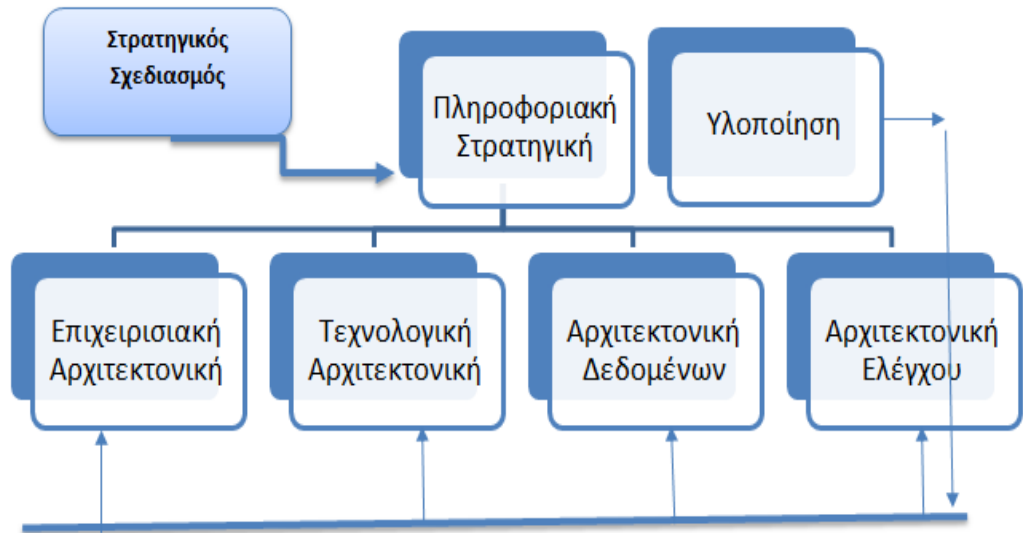 Στρατηγικός
Σχεδιασμός
Πληροφοριακή
Στρατηγική
Υλοποίηση
Επιχειρισιακή
Αρχιτεκτονική
Τεχνολογική
Αρχιτεκτονική
Αρχιτεκτονική
Δεδομένων
Αρχιτεκτονική
Ελέγχου